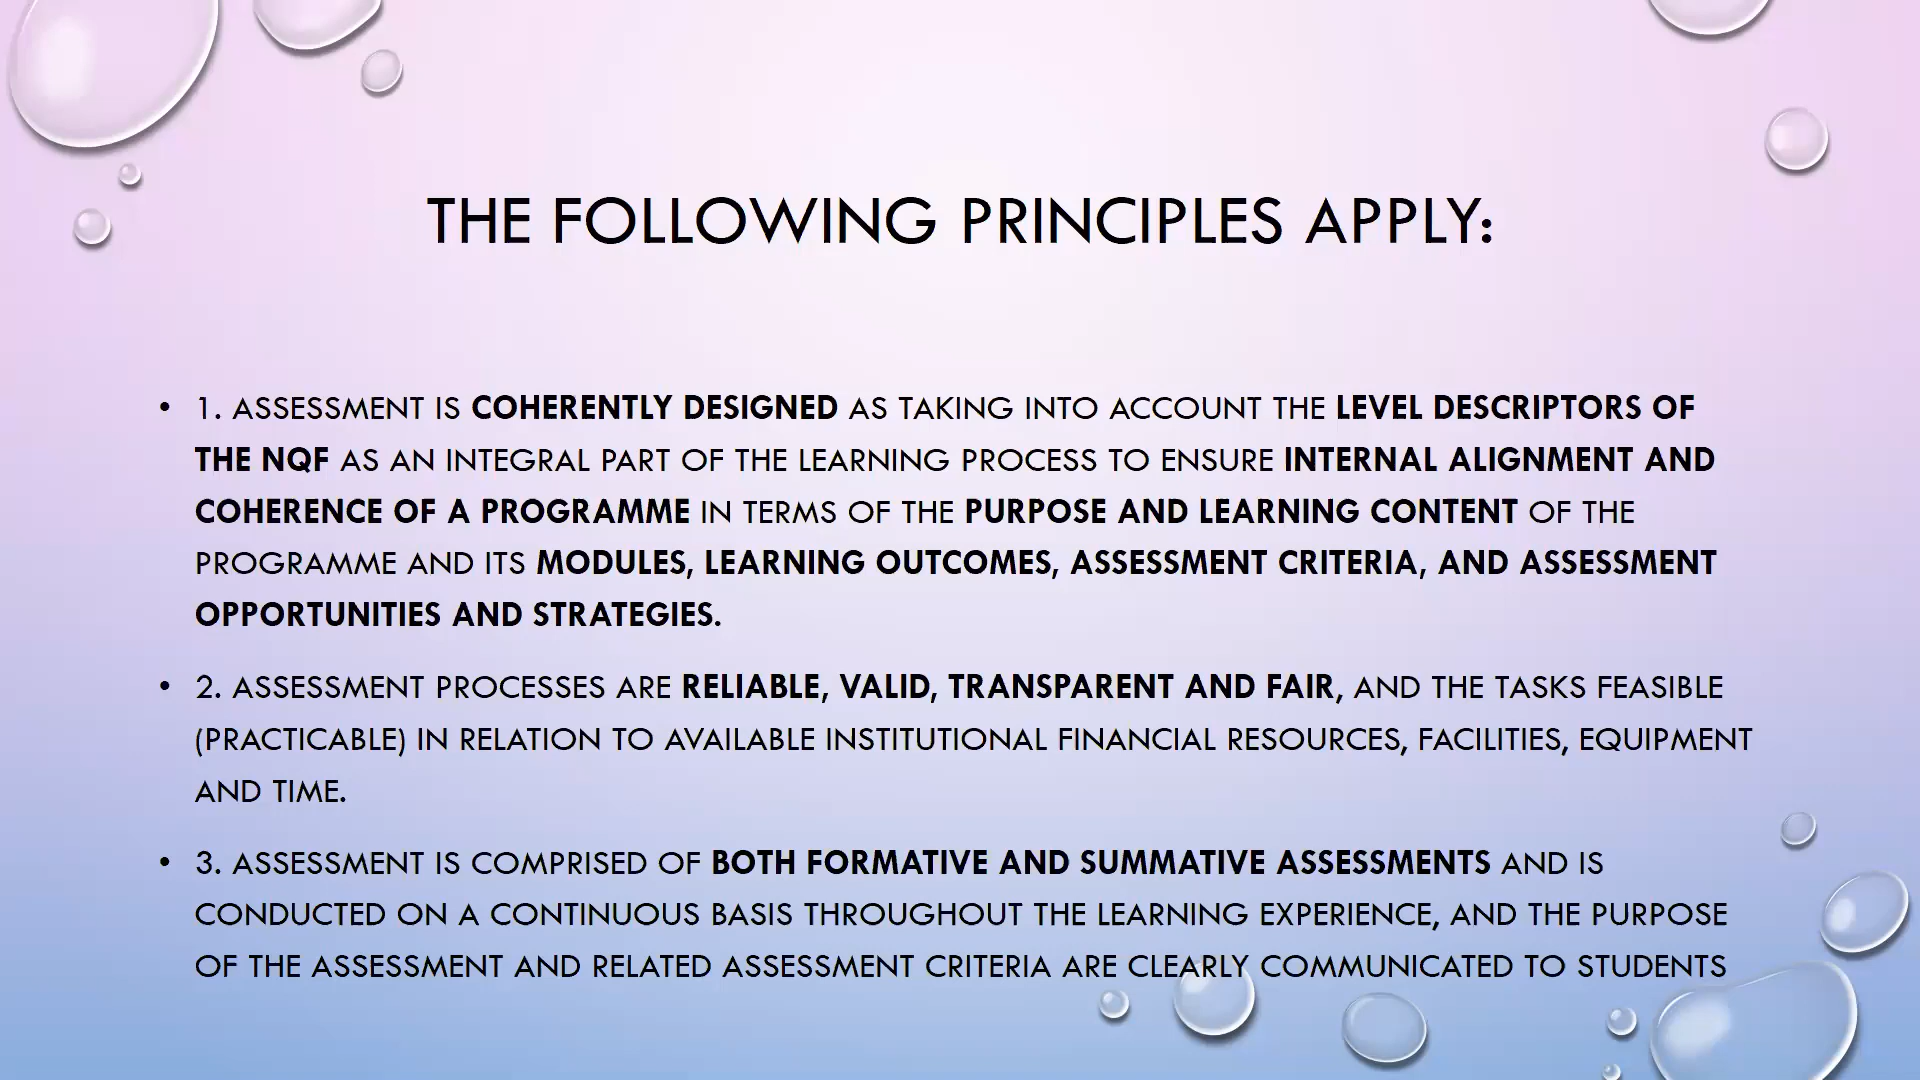 THE FOLLOWING PRINCIPLES APPLY:
• 1. ASSESSMENT IS COHERENTLY DESIGNED AS TAKING INTO ACCOUNT THE LEVEL DESCRIPTORS OF
THE NQF AS AN INTEGRAL PART OF THE LEARNING PROCESS TO ENSURE INTERNAL ALIGNMENT AND
COHERENCE OF A PROGRAMME IN TERMS OF THE PURPOSE AND LEARNING CONTENT OF THE
PROGRAMME AND ITS MODULES, LEARNING OUTCOMES, ASSESSMENT CRITERIA, AND ASSESSMENT
OPPORTUNITIES AND STRATEGIES.
• 2. ASSESSMENT PROCESSES ARE RELIABLE, VALID, TRANSPARENT AND FAIR, AND THE TASKS FEASIBLE
(PRACTICABLE) IN RELATION TO AVAILABLE INSTITUTIONAL FINANCIAL RESOURCES, FACILITIES, EQUIPMENT
AND TIME.
• 3. ASSESSMENT IS COMPRISED OF BOTH FORMATIVE AND SUMMATIVE ASSESSMENTS AND IS
CONDUCTED ON A CONTINUOUS BASIS THROUGHOUT THE LEARNING EXPERIENCE, AND THE PURPOSE
OF THE ASSESSMENT AND RELATED ASSESSMENT CRITERIA ARE CLEARLY COMMUNICATED TO STUDENTS